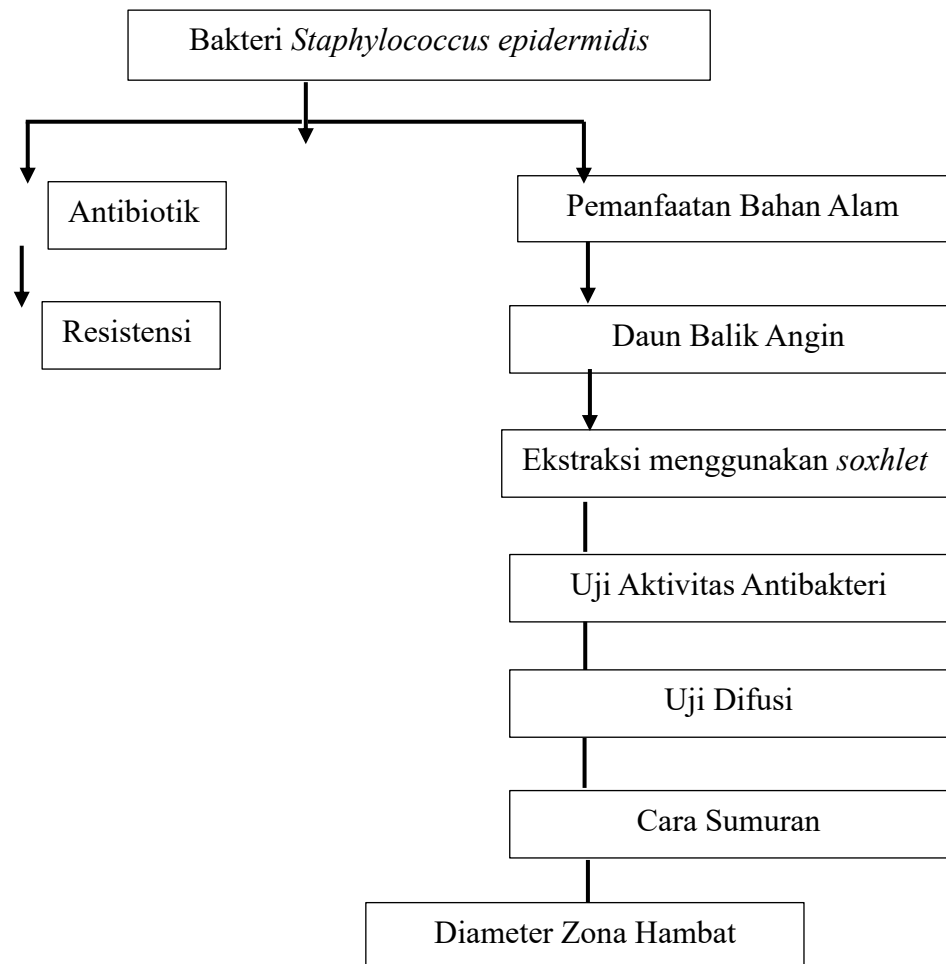 Bakteri Staphylococcus epidermidis
Antibiotik
Pemanfaatan Bahan Alam
Resistensi
Daun Balik Angin
Ekstraksi menggunakan soxhlet
Uji Aktivitas Antibakteri
Uji Difusi
Cara Sumuran
Diameter Zona Hambat